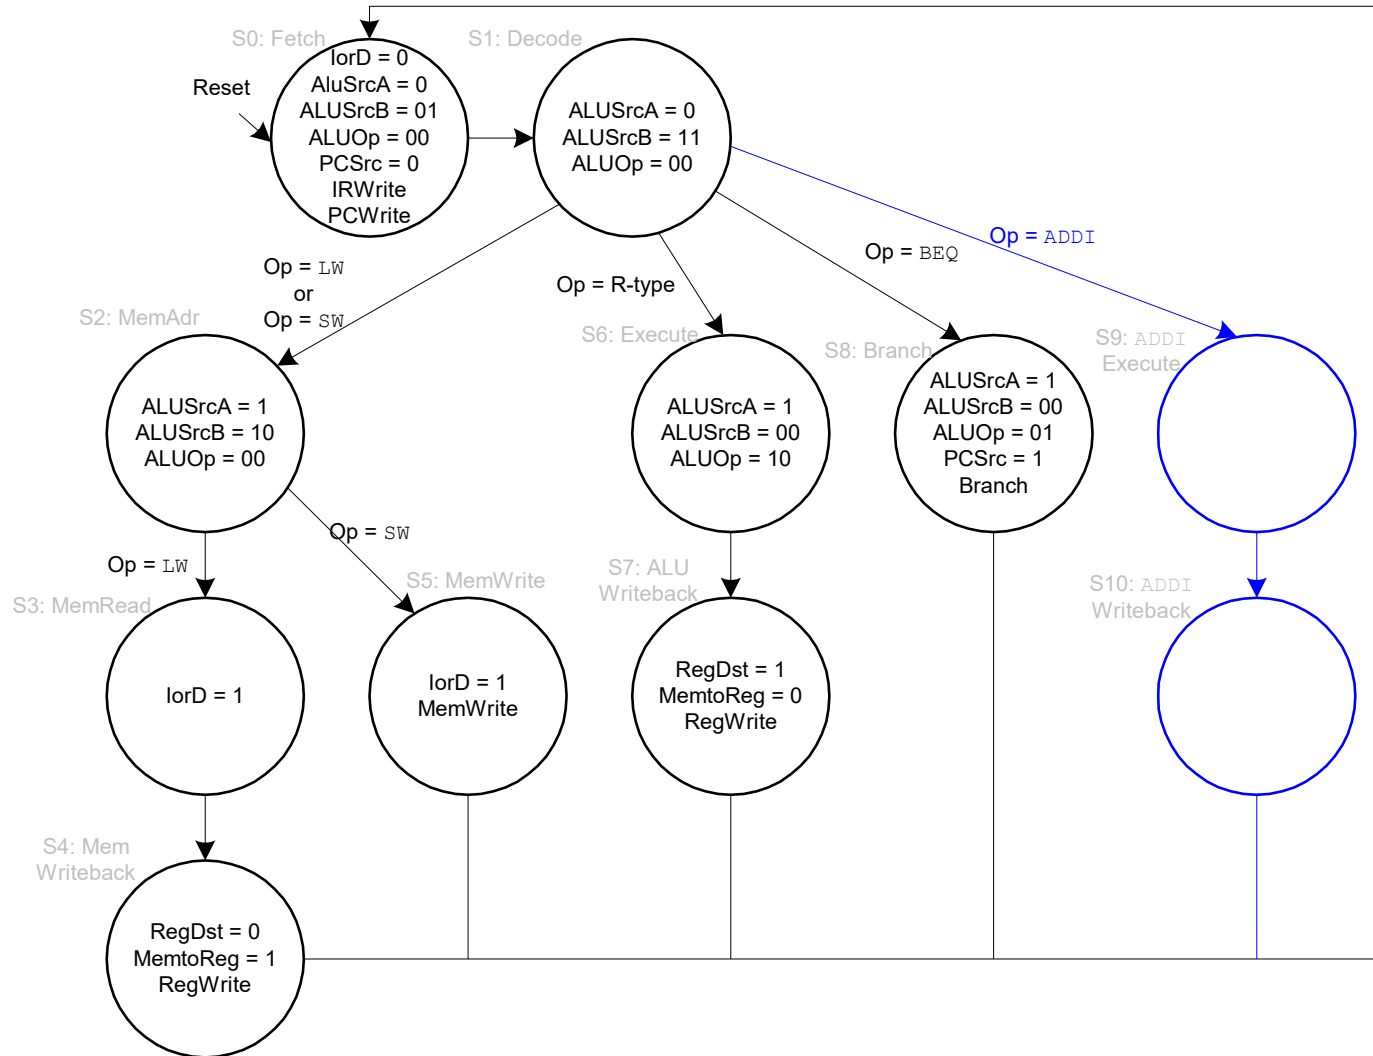 S0: Fetch
IorD = 0
AluSrcA = 0
ALUSrcB = 01
ALUOp = 00
PCSrc = 0
IRWrite
PCWrite
Reset
S1: Decode
ALUSrcA = 0
ALUSrcB = 11
ALUOp = 00
Op = LW
or
Op = SW
Op = R-type
Op = BEQ
Op = ADDI
S2: MemAdr
ALUSrcA = 1
ALUSrcB = 10
ALUOp = 00
S6: Execute
ALUSrcA = 1
ALUSrcB = 00
ALUOp = 10
S8: Branch
ALUSrcA = 1
ALUSrcB = 00
ALUOp = 01
PCSrc = 1
Branch
S9: ADDI
Execute
Op = LW
Op = SW
S3: MemRead
IorD = 1
S5: MemWrite
IorD = 1
MemWrite
S7: ALU
Writeback
RegDst = 1
MemtoReg = 0
RegWrite
S10: ADDI
Writeback
S4: Mem
Writeback
RegDst = 0
MemtoReg = 1
RegWrite